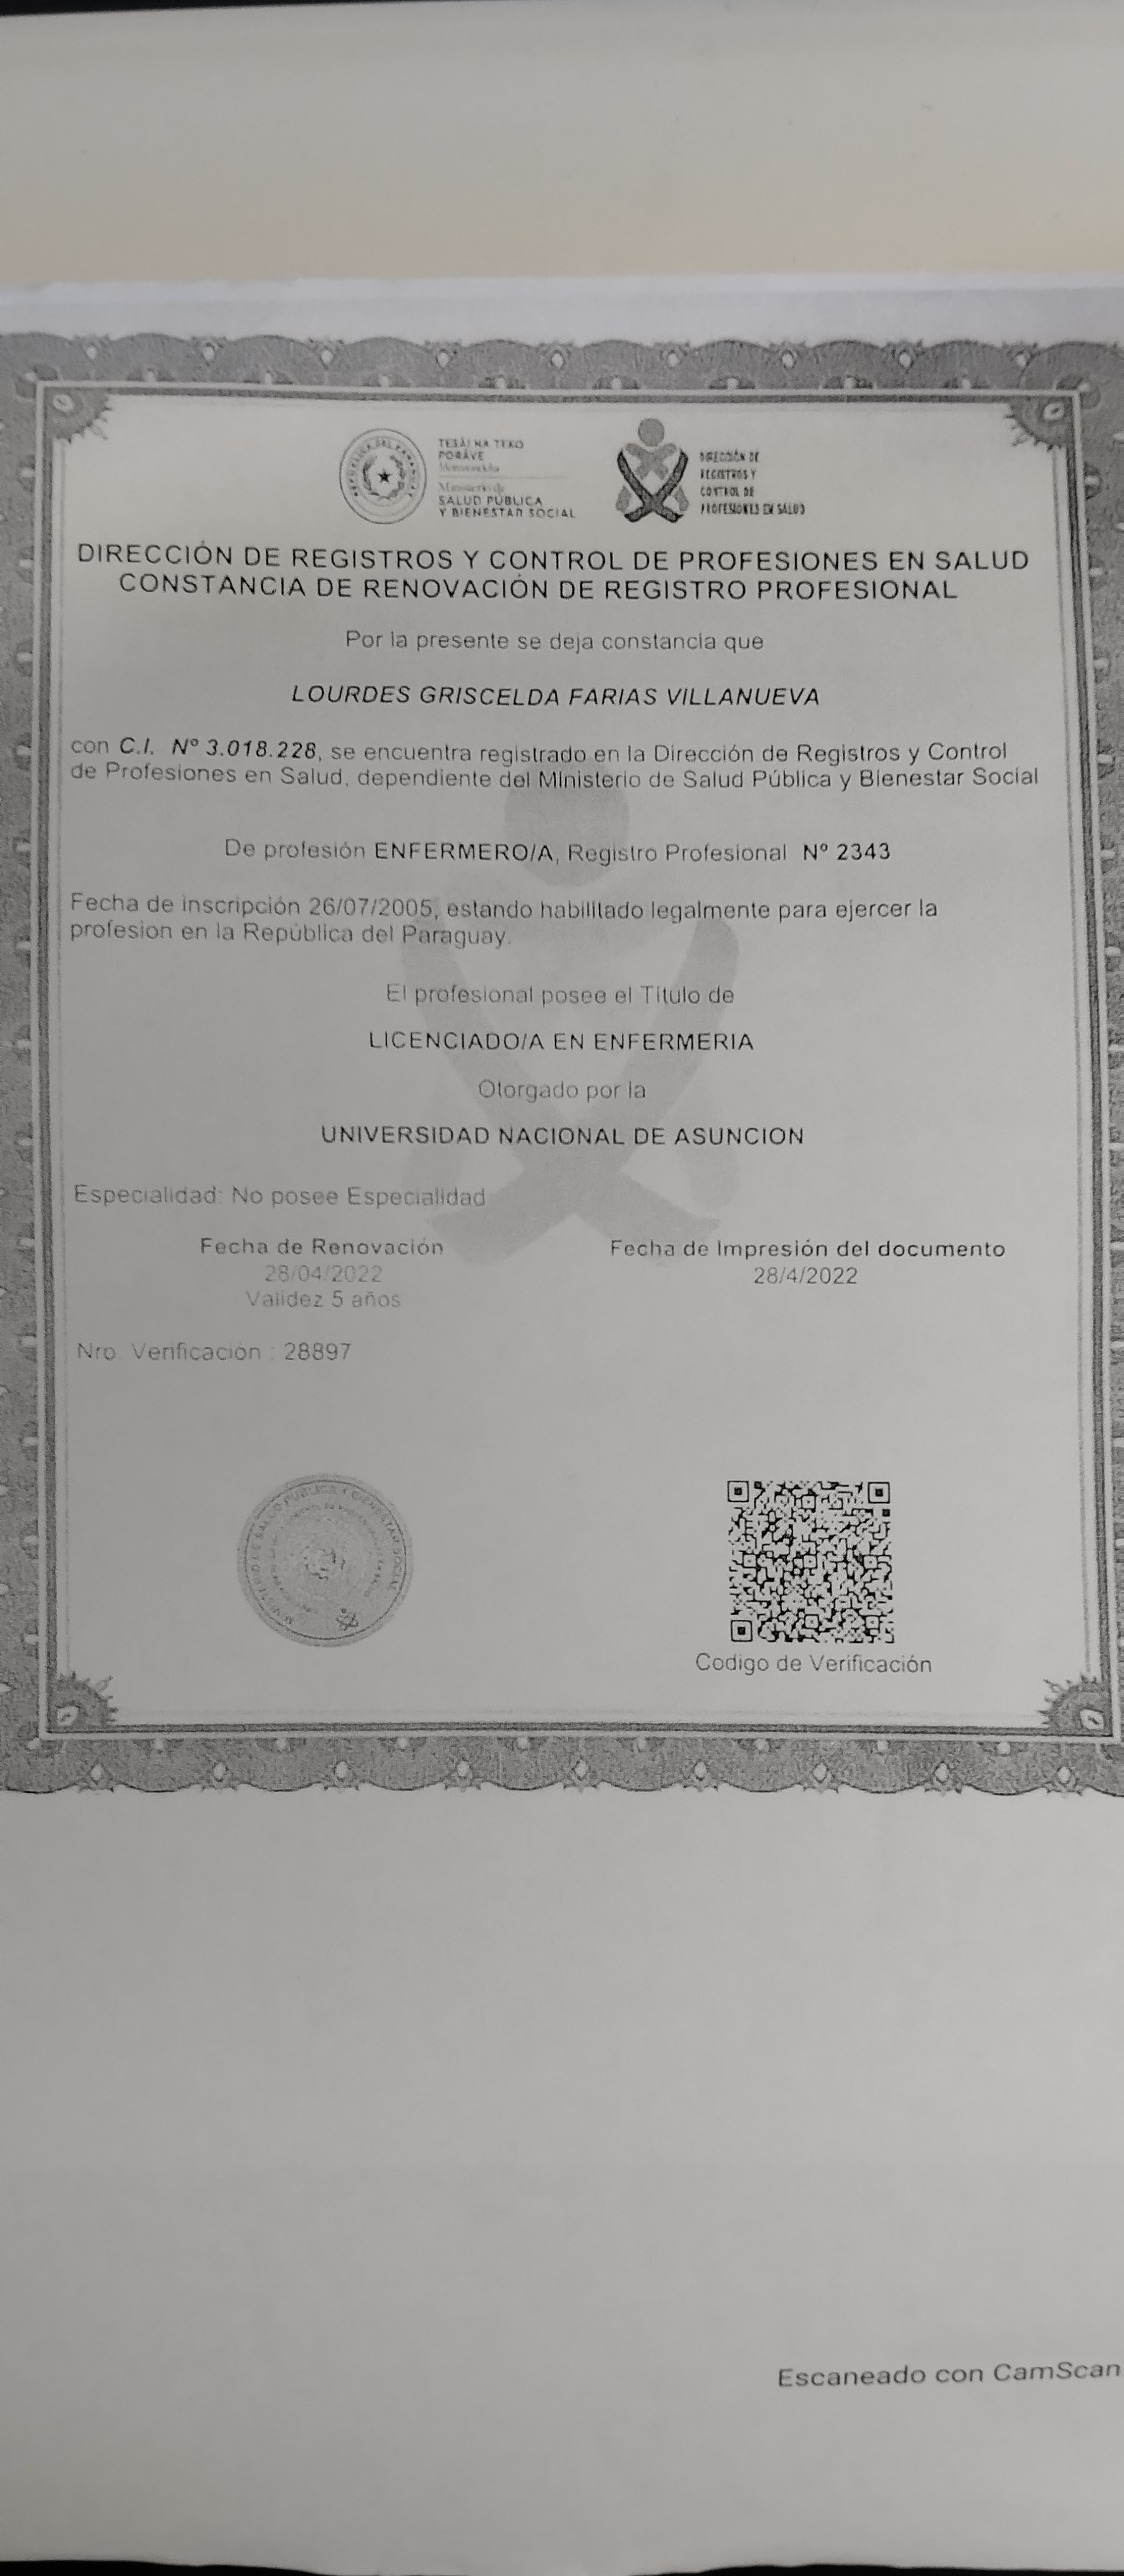 TESÂI HA TEKO
PORÂVE
Motenondeha
Ministerio de
SALUD PÚBLICA
Y BIENESTAR SOCIAL
DIRECCIÓN DE
REGISTROS Y
CONTROL DE
PROFESIONES EN SALUD
DIRECCIÓN DE REGISTROS Y CONTROL DE PROFESIONES EN SALUD
CONSTANCIA DE RENOVACIÓN DE REGISTRO PROFESIONAL
Por la presente se deja constancia que
LOURDES GRISCELDA FARIAS VILLANUEVA
con C.I. Nº 3.018.228, se encuentra registrado en la Dirección de Registros y Control
de Profesiones en Salud, dependiente del Ministerio de Salud Pública y Bienestar Social
De profesión ENFERMERO/A, Registro Profesional Nº 2343
Fecha de inscripción 26/07/2005, estando habilitado legalmente para ejercer la
profesion en la República del Paraguay.
El profesional posee el Título de
LICENCIADO/A EN ENFERMERIA
Otorgado por la
UNIVERSIDAD NACIONAL DE ASUNCION
Especialidad: No posee Especialidad
Fecha de Renovación
28/04/2022
Validez 5 años
Fecha de Impresión del documento
28/4/2022
Nro. Verificación : 28897
Codigo de Verificación
Escaneado con CamScan